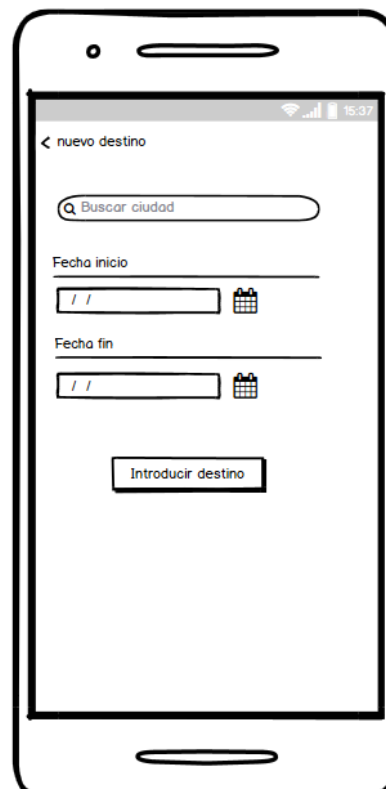 15:37
nuevo destino
Buscar ciudad
Fecha inicio
/ /
Fecha fin
/ /
Introducir destino